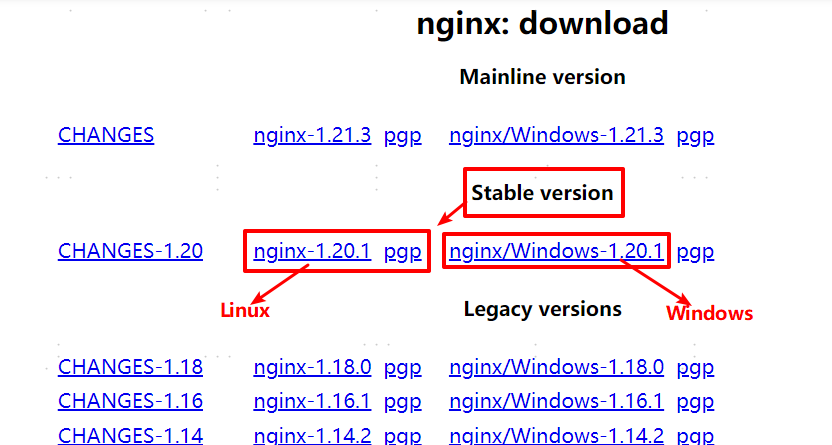 nginx: download
Mainline version
CHANGES nginx-1.21.3 pgp nginx/Windows-1.21.3 pgp
Stable version
CHANGES-1.20 nginx-1.20.1 pgp nginx/Windows-1.20.1 pgp
Linux Legacy versions Windows
CHANGES-1.18 nginx-1.18.0 pgp nginx/Windows-1.18.0 pgp
CHANGES-1.16 nginx-1.16.1 pgp nginx/Windows-1.16.1 pgp
CHANGES-1.14 nginx-1.14.2 pgp nginx/Windows-1.14.2 pgp